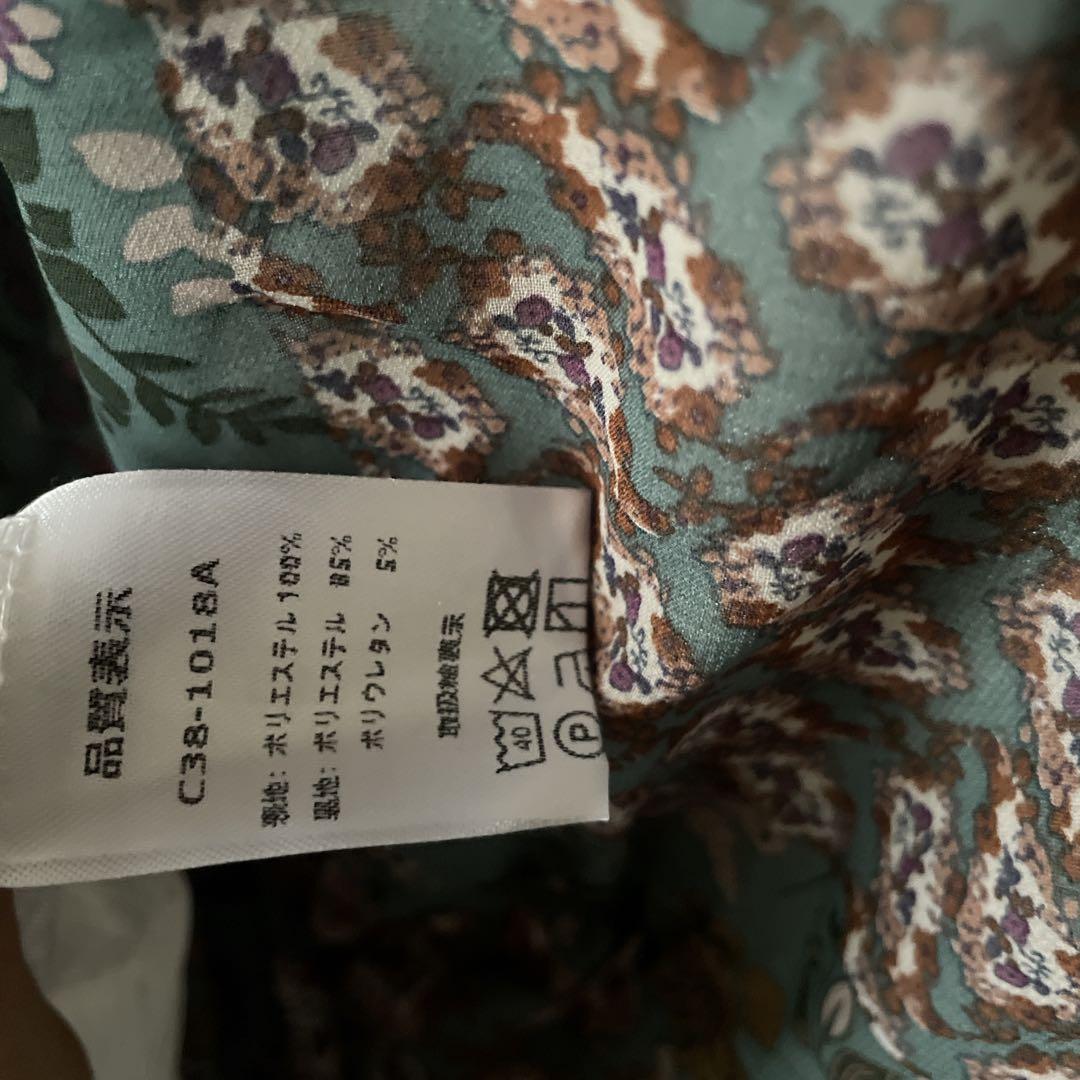 品質表示
C38-1018A
表地: ポリエステル 100%
裏地: ポリエステル 95%
ポリウレタン 5%
取扱絵表示
40
P